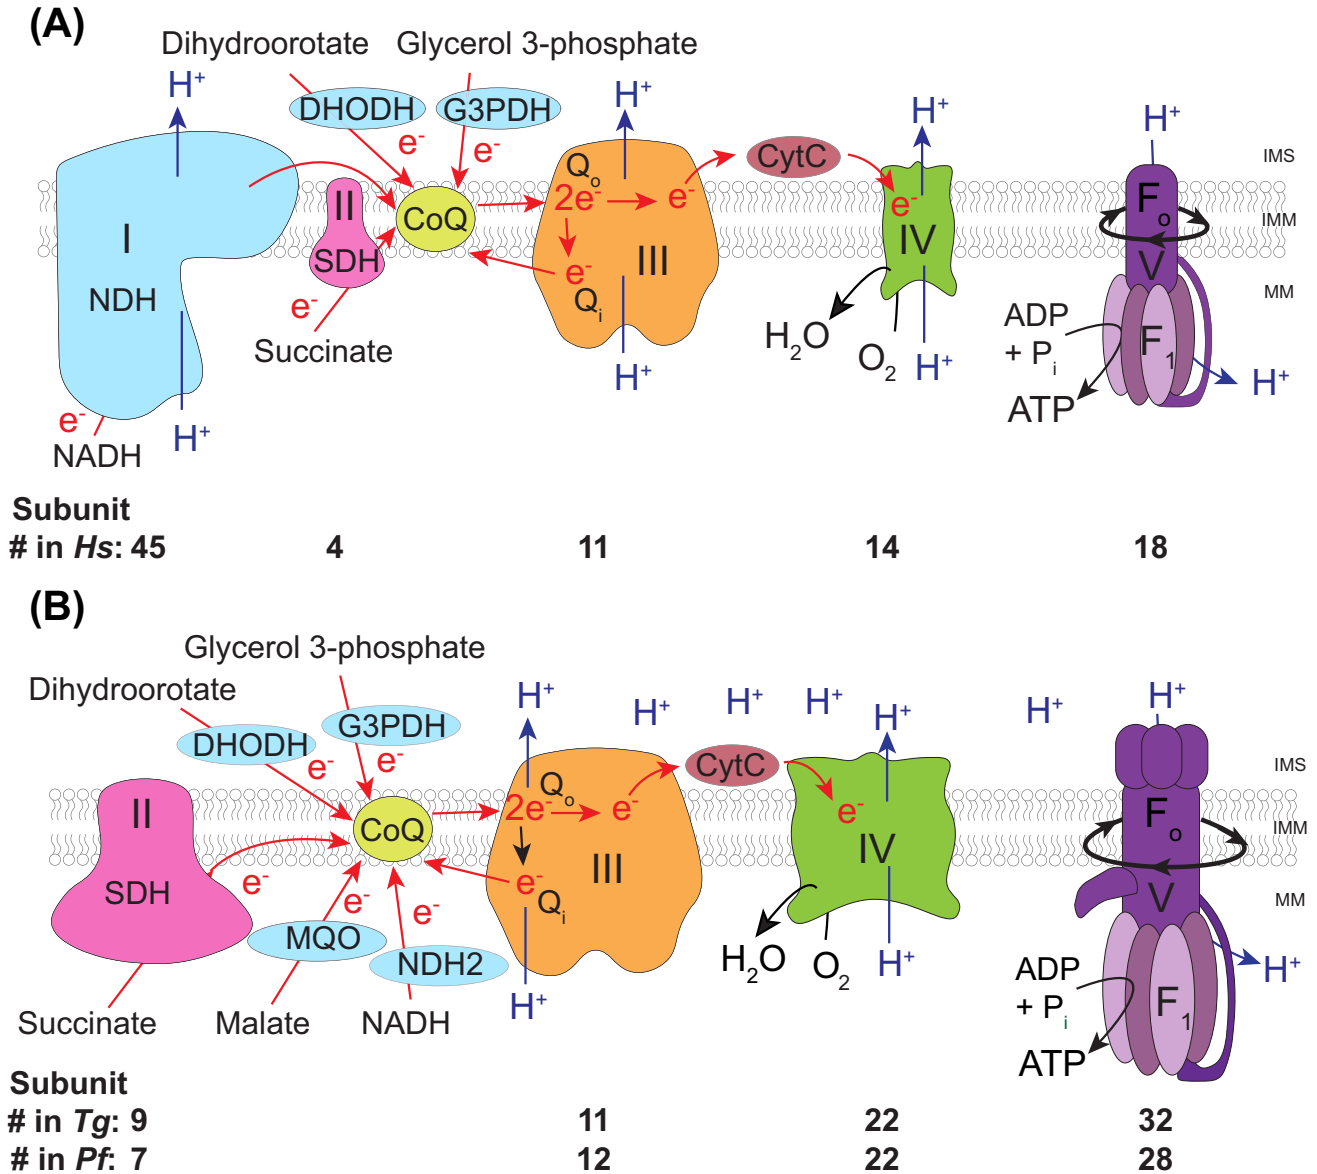 (A)
Dihydroorotate Glycerol 3-phosphate
H+ DHODH G3PDH H+ H+ H+
e- e- CytC IMS
Qo
2e- e- e- Fo IMM
II CoQ
I SDH III IV V
e- Qi MM
NDH e- ADP
+ Pi F1
Succinate H2O O2 H+ H+ H+
ATP
e- H+
NADH
Subunit
# in Hs: 45 4 11 14 18
(B)
Glycerol 3-phosphate
Dihydroorotate
H+ H+ H+ H+ H+ H+ H+
DHODH G3PDH
e- e- CytC IMS
Qo
II 2e- e- e- Fo IMM
CoQ
III IV
SDH e- e- V MM
e- e- Qi
MQO
NDH2 H2O O2 H+ ADP H+
+ Pi F1
H+
Succinate Malate NADH
ATP
Subunit
# in Tg: 9 11 22 32
# in Pf: 7 12 22 28